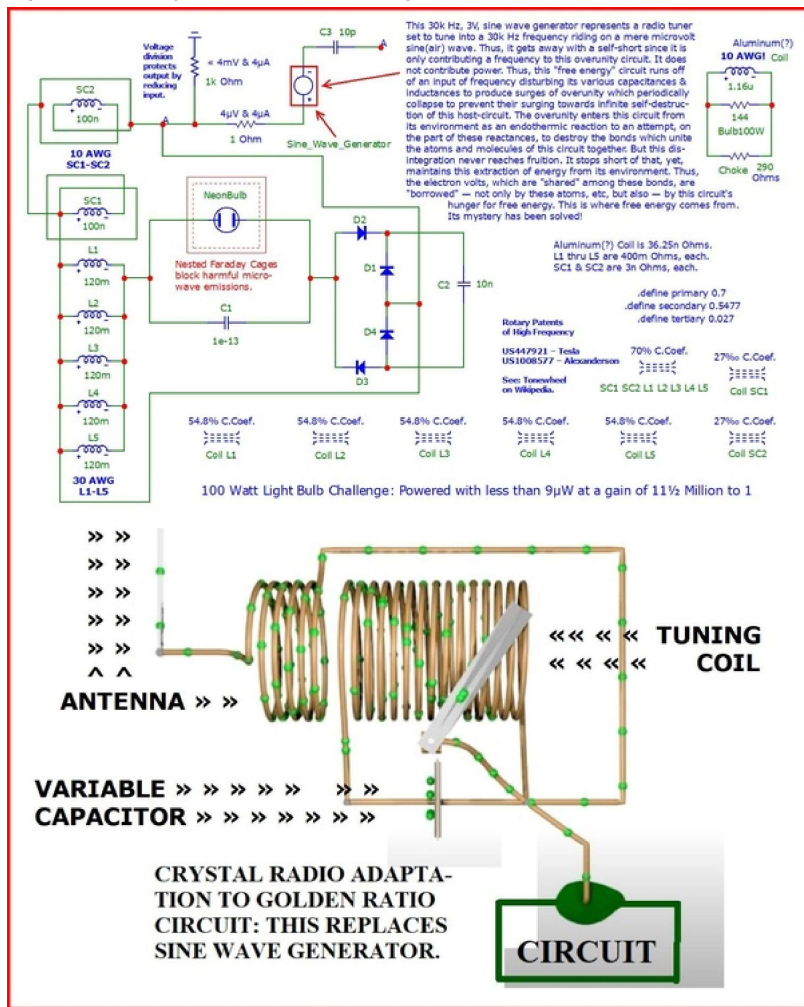 This 30k Hz, 3V, sine wave generator represents a radio tuner
set to tune into a 30k Hz frequency riding on a mere microvolt
sine(air) wave. Thus, it gets away with a self-short since it is
only contributing a frequency to this overunity circuit. It does
not contribute power. Thus, this "free energy" circuit runs off
of an input of frequency disturbing its various capacitances &
inductances to produce surges of overunity which periodically
collapse to prevent their surging towards infinite self-destruc-
tion of this host-circuit. The overunity enters this circuit from
its environment as an endothermic reaction to an attempt, on
the part of these reactances, to destroy the bonds which unite
the atoms and molecules of this circuit together. But this dis-
integration never reaches fruition. It stops short of that, yet,
maintains this extraction of energy from its environment. Thus,
the electron volts, which are "shared" among these bonds, are
"borrowed" — not only by these atoms, etc, but also — by this circuit's
hunger for free energy. This is where free energy comes from.
Its mystery has been solved!
C3 10p
A
Voltage
division
protects
output by
reducing
input.
< 4mV & 4μA
1k Ohm
4μV & 4μA
1 Ohm
Sine_Wave_Generator
A
SC2
100n
10 AWG
SC1-SC2
SC1
100n
L1
120m
L2
120m
L3
120m
L4
120m
L5
120m
30 AWG
L1-L5
NeonBulb
Nested Faraday Cages
block harmful micro-
wave emissions.
C1
1e-13
D2
D1
D4
D3
C2
10n
Aluminum(?)
10 AWG! Coil
1.16u
144
Bulb100W
Choke 290
Ohms
Aluminum(?) Coil is 36.25n Ohms.
L1 thru L5 are 400m Ohms, each.
SC1 & SC2 are 3n Ohms, each.
.define primary 0.7
.define secondary 0.5477
.define tertiary 0.027
Rotary Patents
of High Frequency
US447921 – Tesla
US1008577 – Alexanderson
See: Tonewheel
on Wikipedia.
70% C.Coef.
SC1 SC2 L1 L2 L3 L4 L5
27‰ C.Coef.
Coil SC1
54.8% C.Coef.
Coil L1
54.8% C.Coef.
Coil L2
54.8% C.Coef.
Coil L3
54.8% C.Coef.
Coil L4
54.8% C.Coef.
Coil L5
27‰ C.Coef.
Coil SC2
100 Watt Light Bulb Challenge: Powered with less than 9μW at a gain of 11½ Million to 1
» »
» »
» »
» »
» »
^ ^
ANTENNA » »
«« « « TUNING
« « « « COIL
VARIABLE » » » » » » »
CAPACITOR » » » » » » »
CRYSTAL RADIO ADAPTA-
TION TO GOLDEN RATIO
CIRCUIT: THIS REPLACES
SINE WAVE GENERATOR.
CIRCUIT